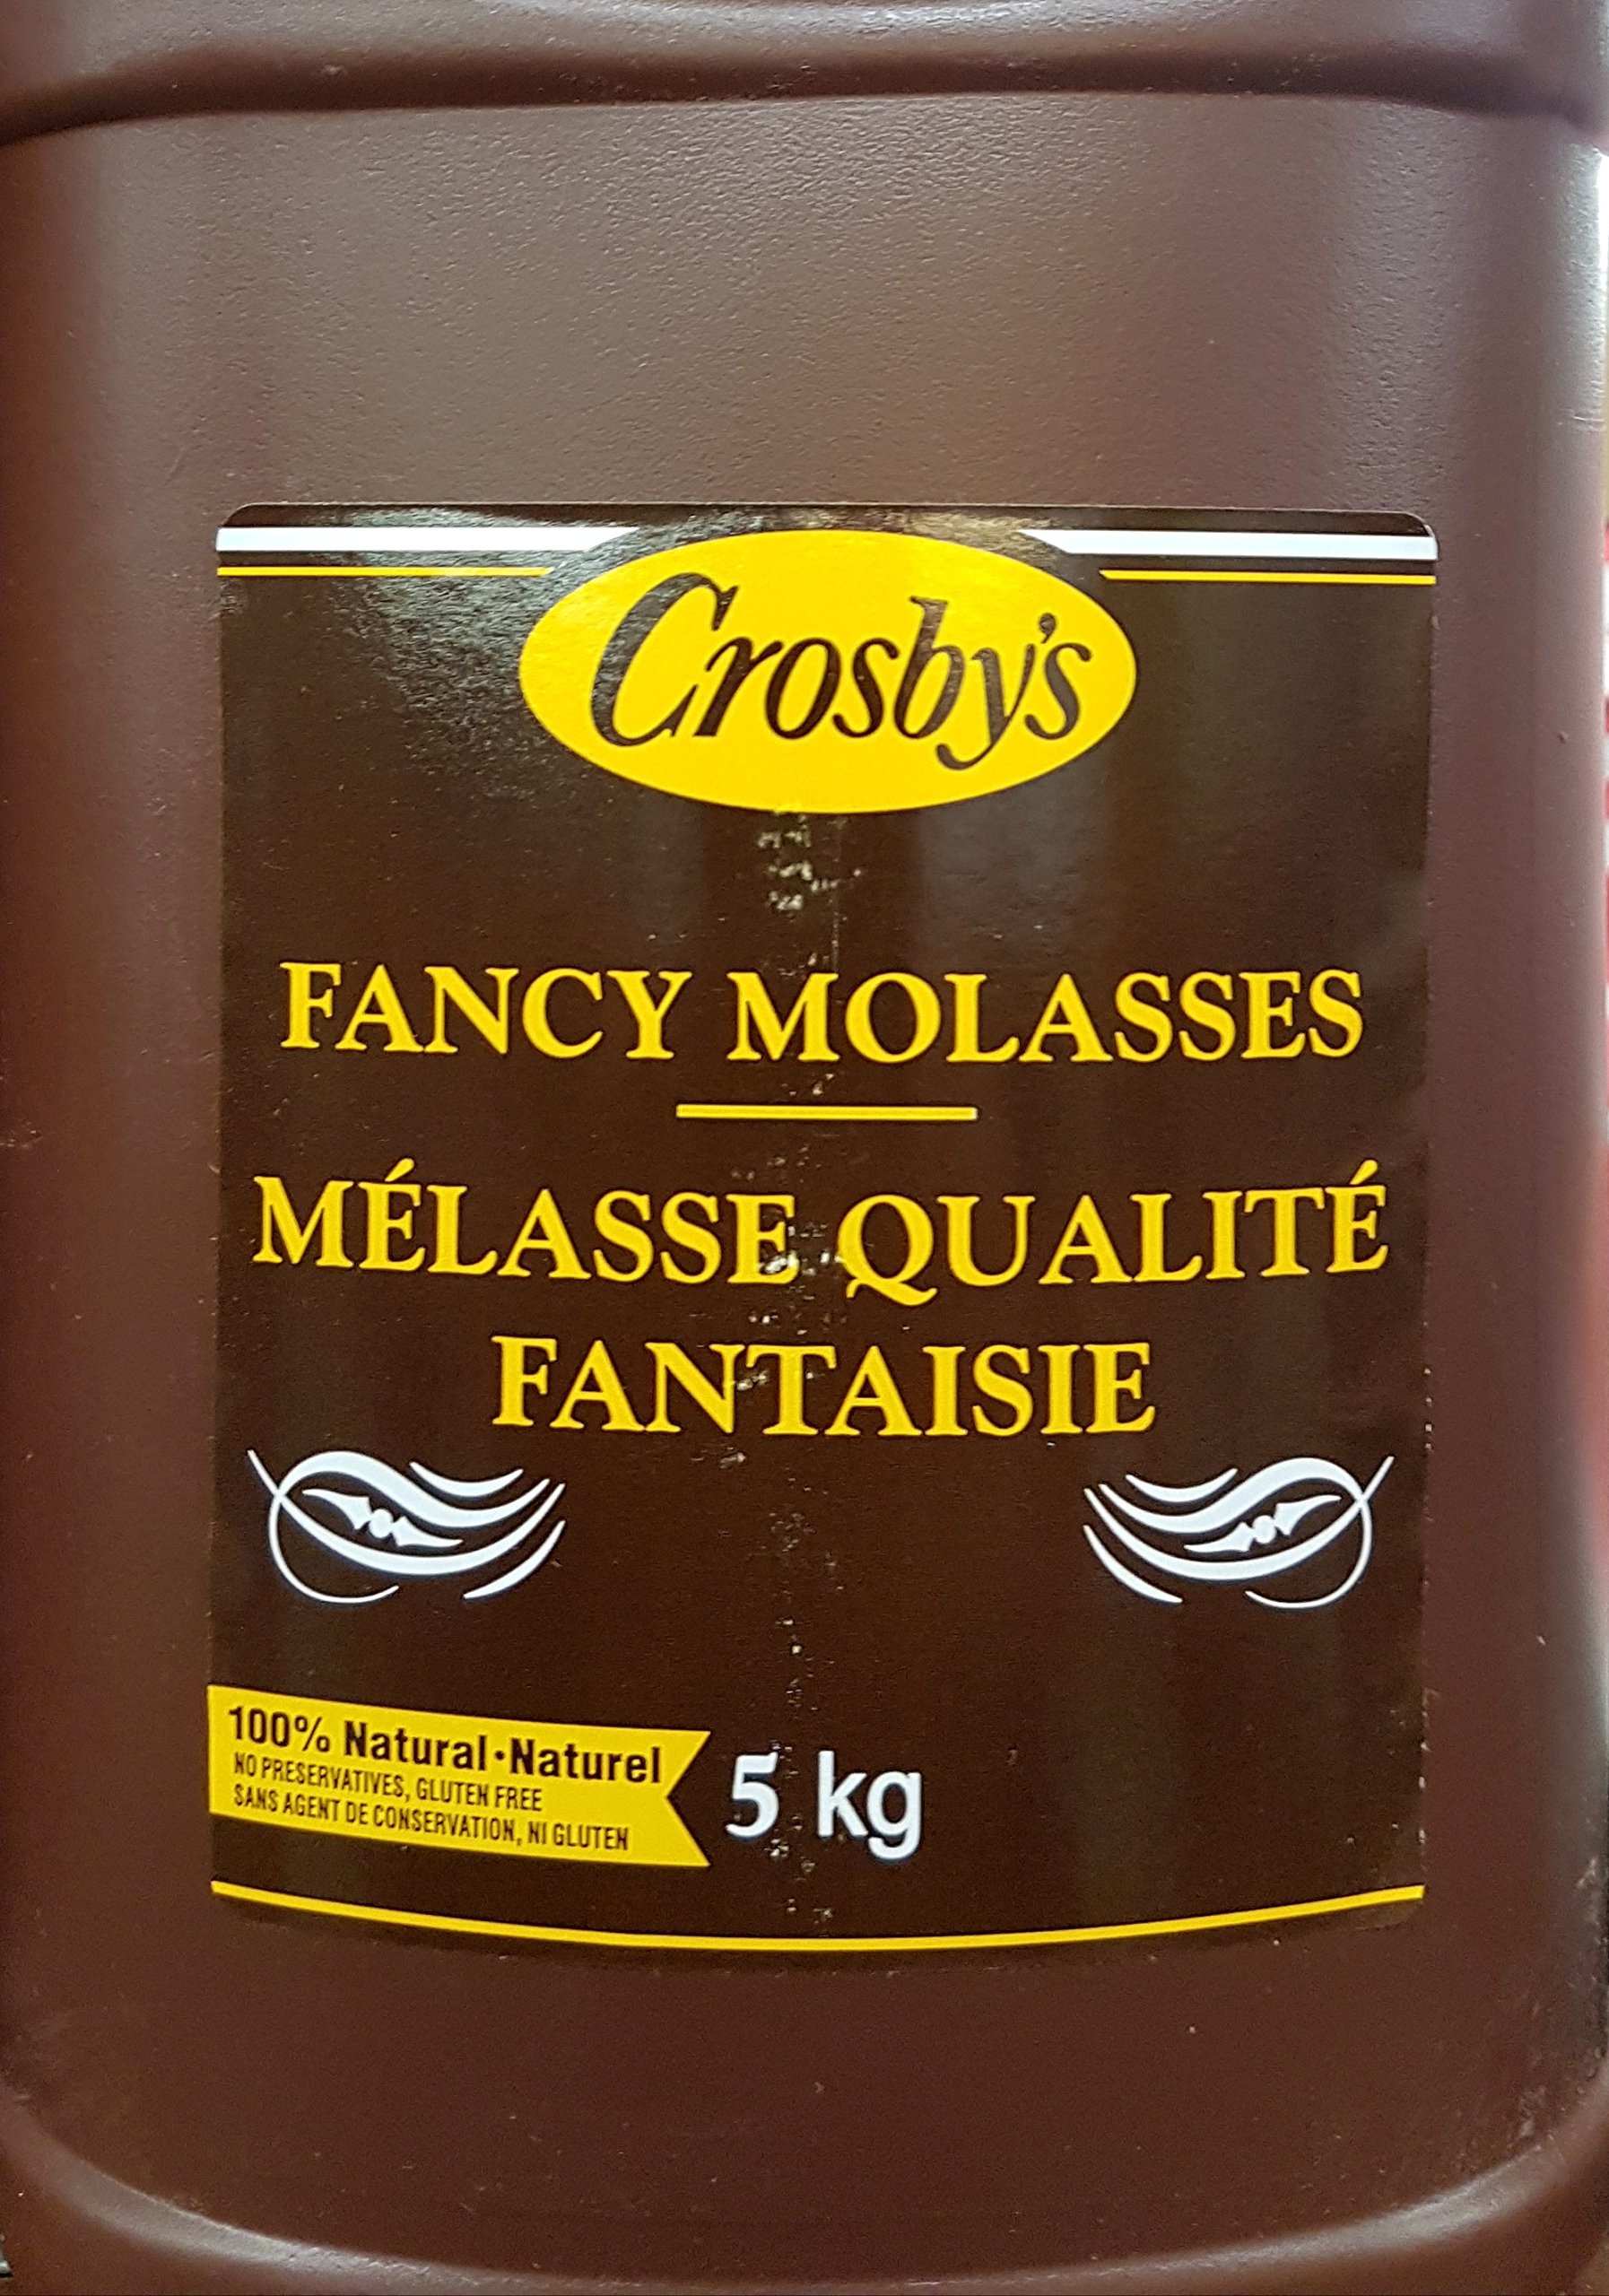 Crosby's
FANCY MOLASSES
MÉLASSE QUALITÉ
FANTAISIE
100% Natural•Naturel
NO PRESERVATIVES, GLUTEN FREE
SANS AGENT DE CONSERVATION, NI GLUTEN
5 kg